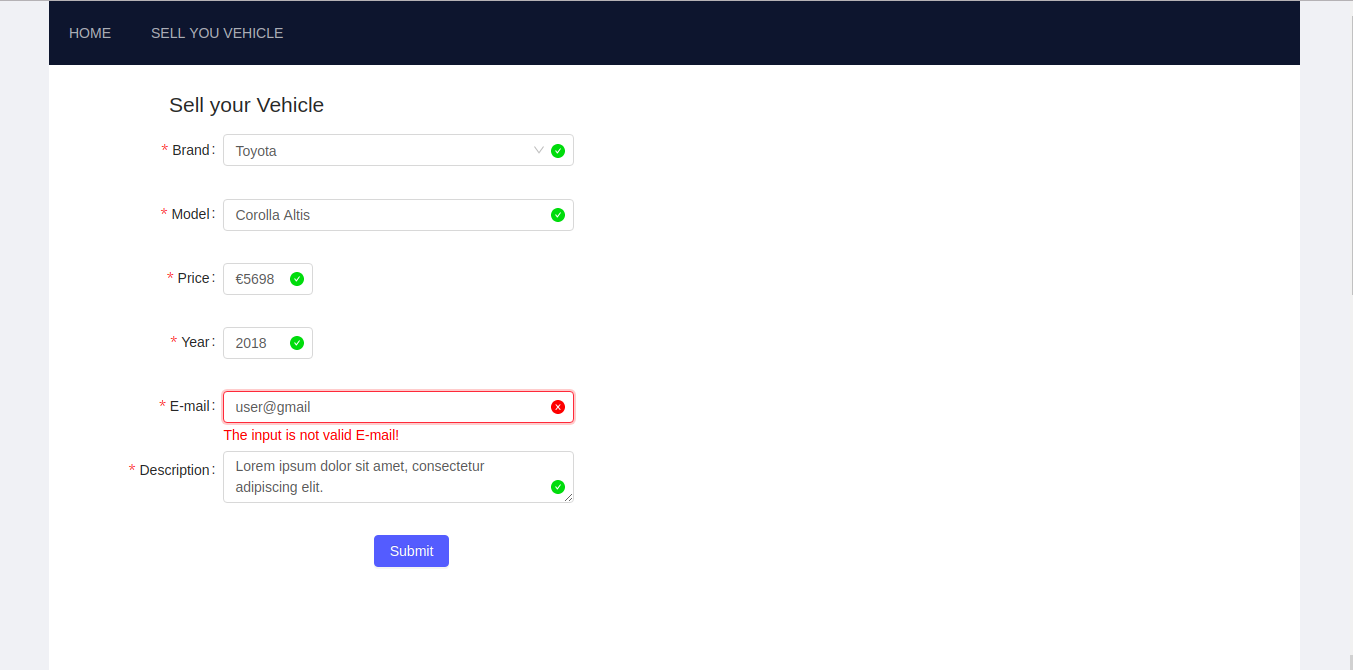 HOME SELL YOU VEHICLE
Sell your Vehicle
* Brand: Toyota
* Model: Corolla Altis
* Price: €5698
* Year: 2018
* E-mail: user@gmail
The input is not valid E-mail!
* Description: Lorem ipsum dolor sit amet, consectetur
adipiscing elit.
Submit